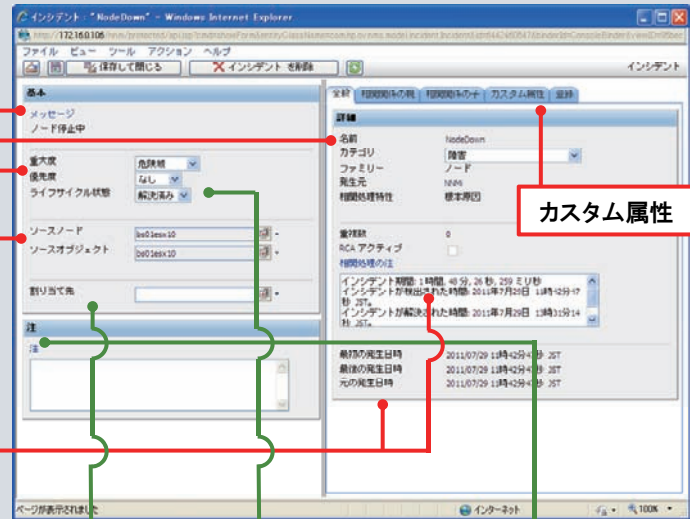 インシデント : "NodeDown" - Windows Internet Explorer
ファイル ビュー ツール アクション ヘルプ
保存して閉じる インシデント を削除 インシデント
基本
メッセージ
ノード停止中
重大度 危険域
優先度 なし
ライフサイクル状態 解決済み
ソースノード bs01esx10
ソースオブジェクト bs01esx10
割り当て先
注
注
全般 相関関係の親 相関関係の子 カスタム属性 登録
詳細
名前 NodeDown
カテゴリ 障害
ファミリー ノード
発生元 NNMi
相関処理特性 根本原因
カスタム属性
重複数 0
RCA アクティブ
相関処理の注
インシデント期間: 1 時間, 48 分, 26 秒, 259 ミリ秒
インシデントが検出された時間: 2011年7月29日 11時42分47
秒 JST。
インシデントが解決された時間: 2011年7月29日 13時31分14
秒 JST。
最初の発生日時 2011/07/29 11時42分4 秒 JST
最後の発生日時 2011/07/29 11時42分4 秒 JST
元の発生日時 2011/07/29 11時42分4 秒 JST
ページが表示されました インターネット 100%